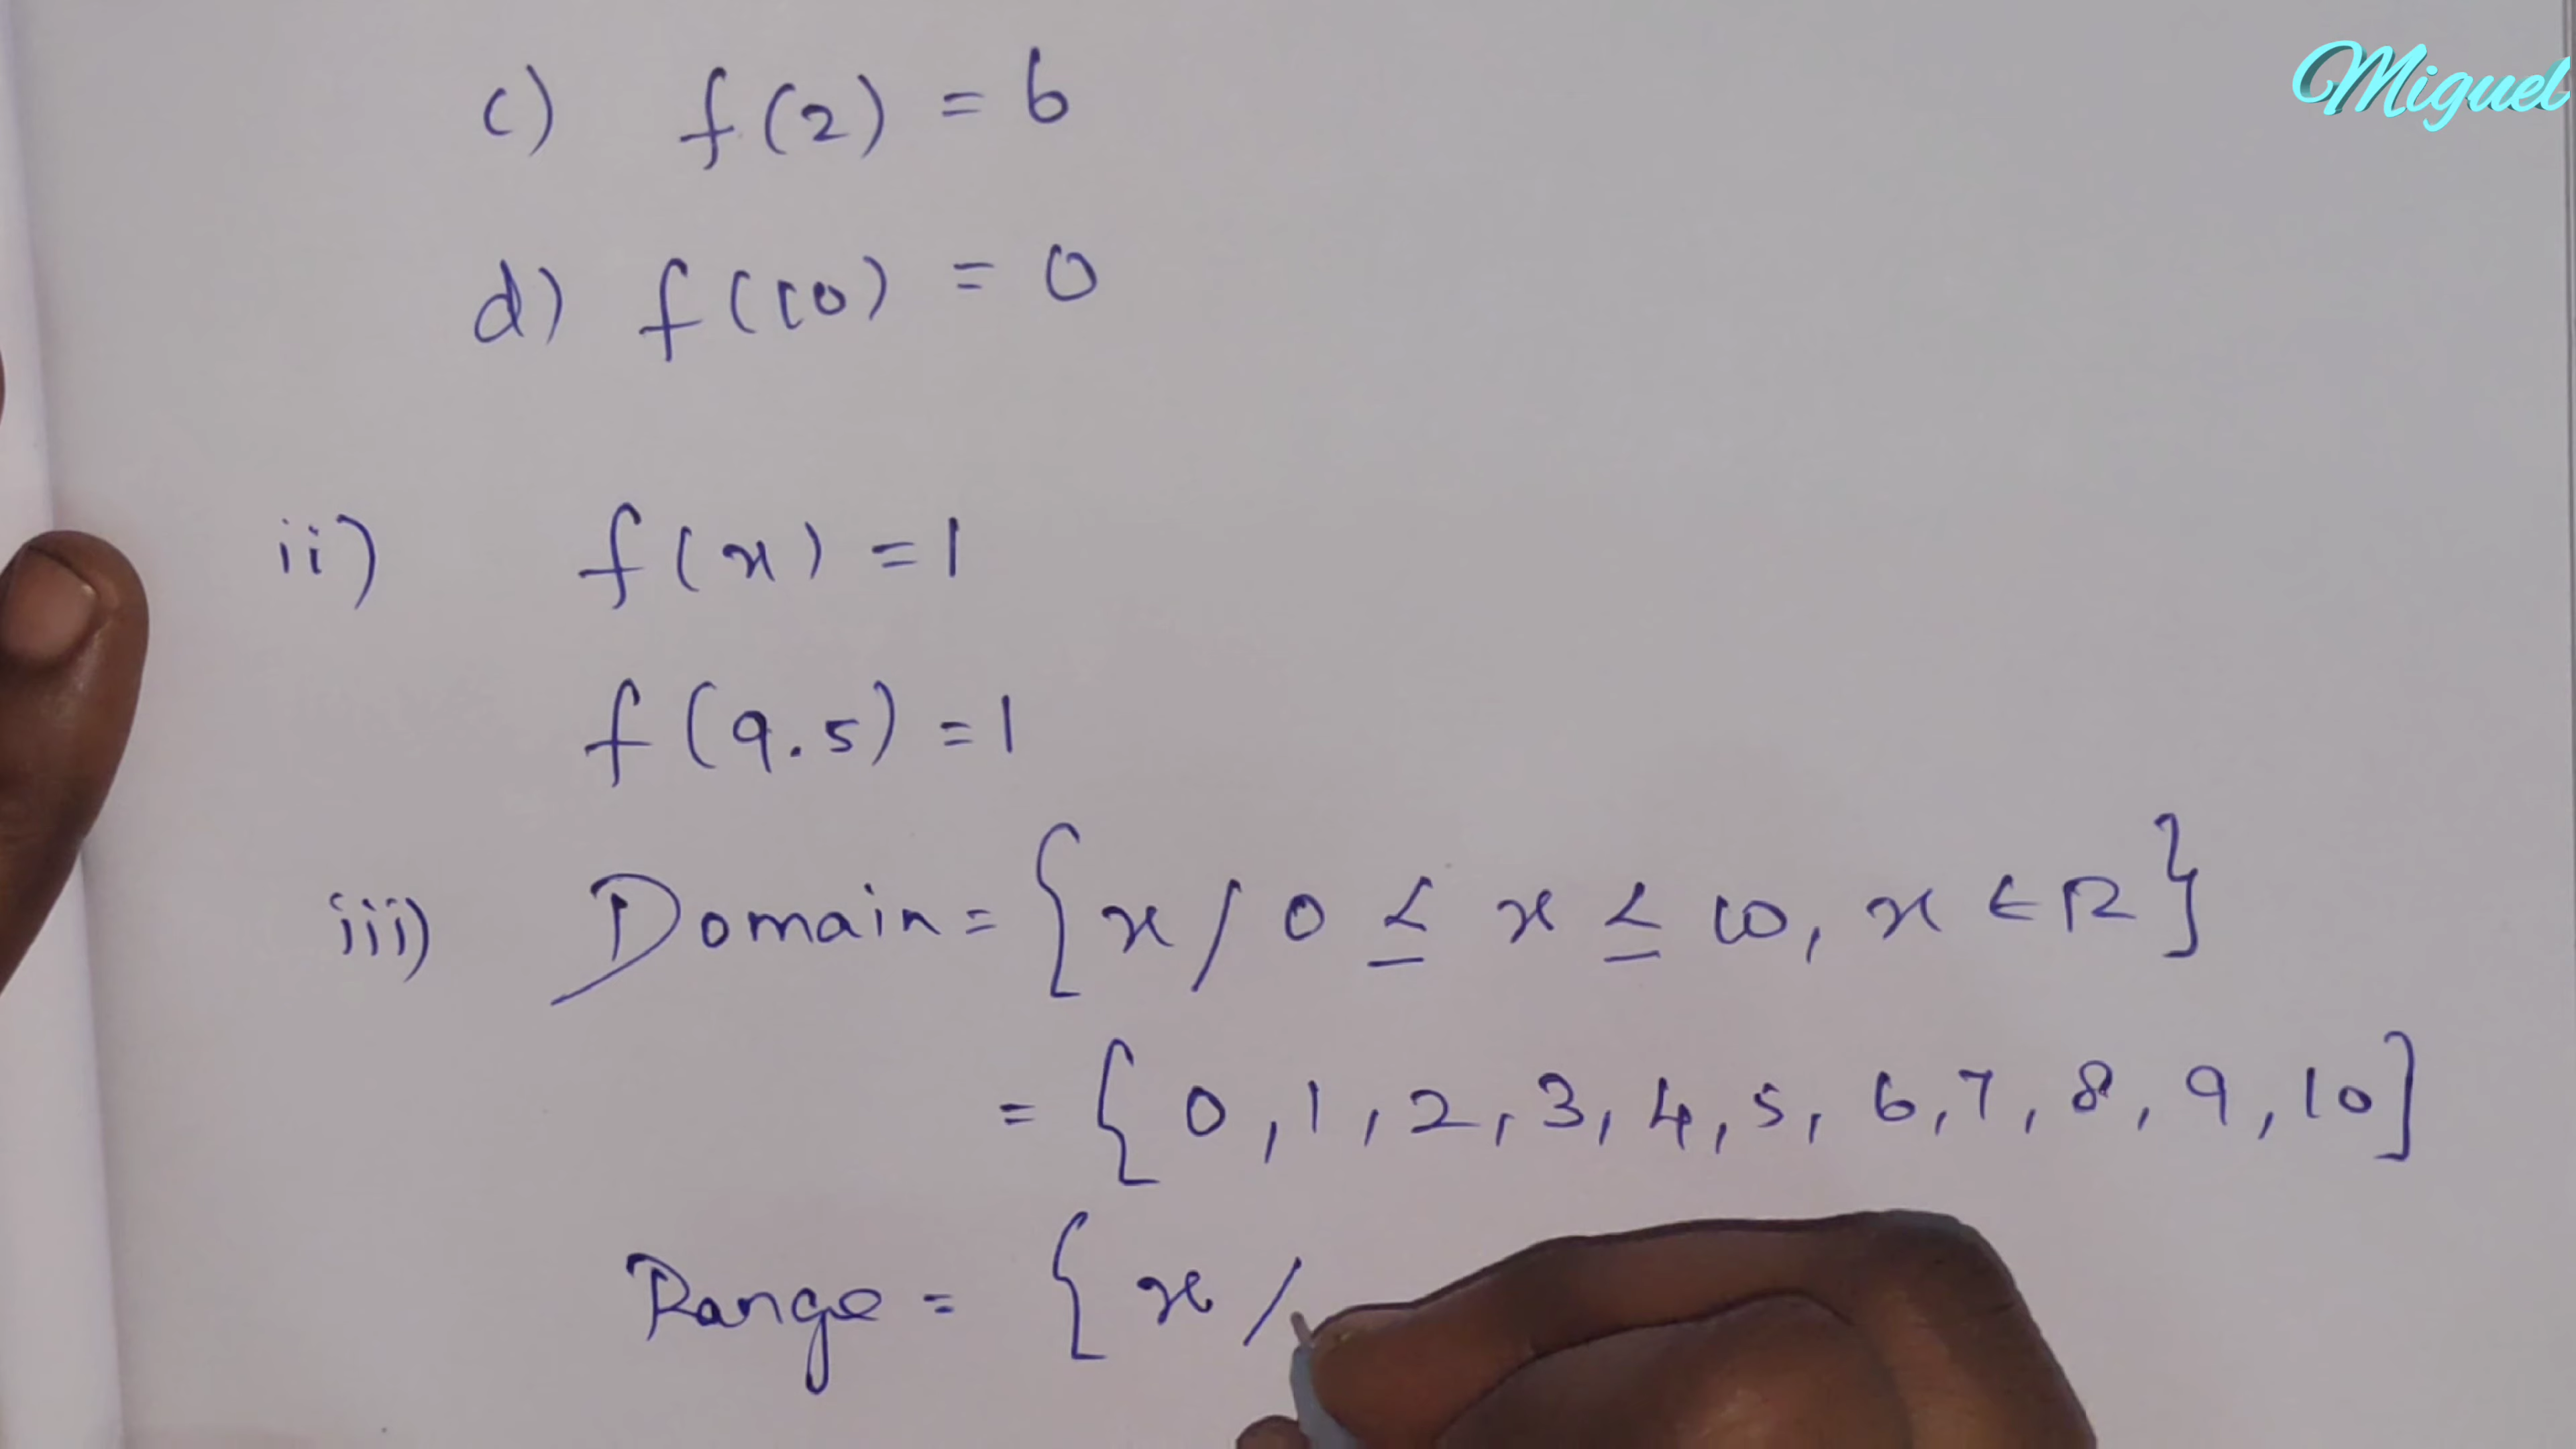 Miguel
c) f(2) = 6
d) f(10) = 0
ii) f(x) = 1
f(9.5) = 1
iii) Domain = {x / 0 ≤ x ≤ 10, x ∈ R}
= {0, 1, 2, 3, 4, 5, 6, 7, 8, 9, 10]
Range = {x /